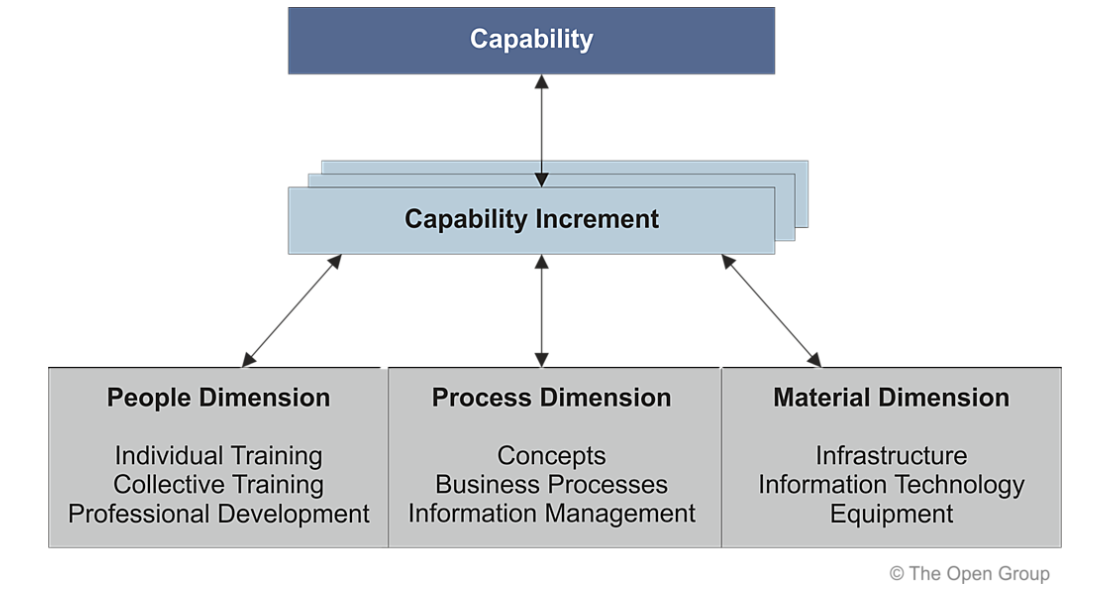 Capability
Capability Increment
People Dimension
Individual Training
Collective Training
Professional Development
Process Dimension
Concepts
Business Processes
Information Management
Material Dimension
Infrastructure
Information Technology
Equipment
© The Open Group